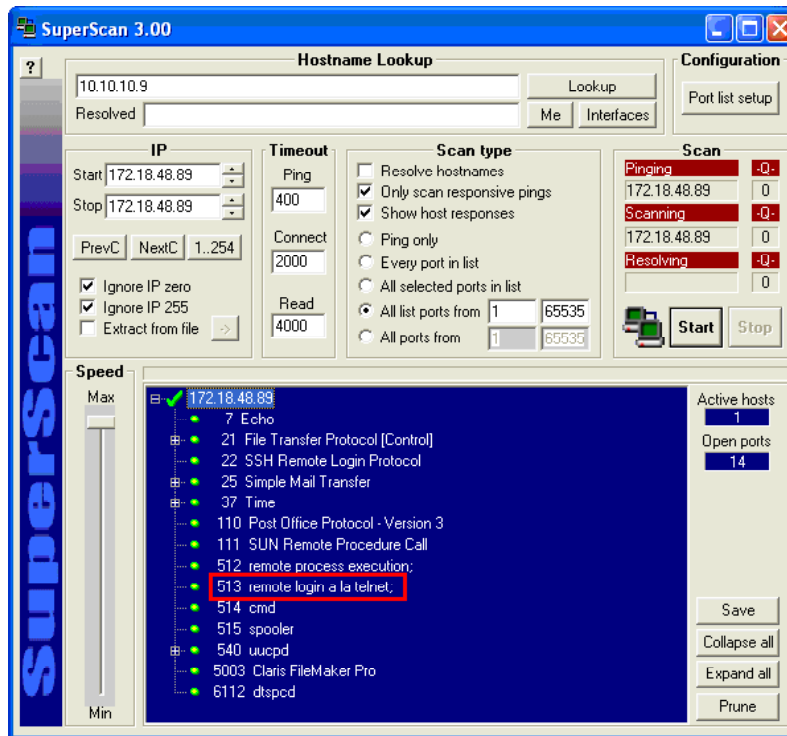 SuperScan 3.00
?
Hostname Lookup
10.10.10.9
Lookup
Resolved
Me
Interfaces
Configuration
Port list setup
IP
Start 172.18.48.89
Stop 172.18.48.89
PrevC
NextC
1..254
Ignore IP zero
Ignore IP 255
Extract from file
->
Timeout
Ping
400
Connect
2000
Read
4000
Scan type
Resolve hostnames
Only scan responsive pings
Show host responses
Ping only
Every port in list
All selected ports in list
All list ports from 1 65535
All ports from 1 65535
Scan
Pinging -Q-
172.18.48.89 0
Scanning -Q-
172.18.48.89 0
Resolving -Q-
0
Start
Stop
SuperScan
Speed
Max
Min
172.18.48.89
7 Echo
21 File Transfer Protocol [Control]
22 SSH Remote Login Protocol
25 Simple Mail Transfer
37 Time
110 Post Office Protocol - Version 3
111 SUN Remote Procedure Call
512 remote process execution;
513 remote login a la telnet;
514 cmd
515 spooler
540 uucpd
5003 Claris FileMaker Pro
6112 dtspcd
Active hosts
1
Open ports
14
Save
Collapse all
Expand all
Prune